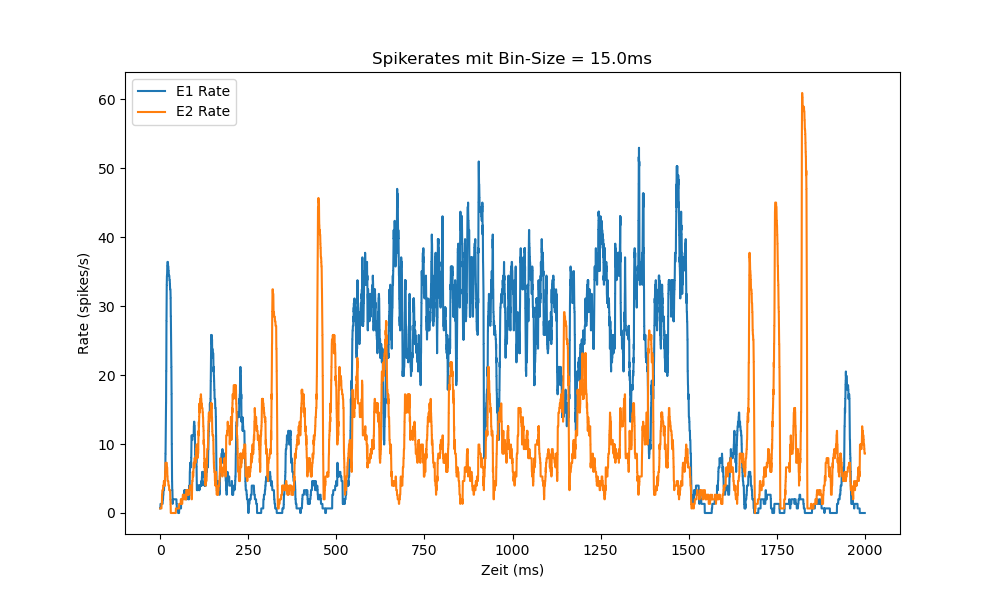 Spikerates mit Bin-Size = 15.0ms
E1 Rate
E2 Rate
60
50
40
30
20
10
0
Rate (spikes/s)
0 250 500 750 1000 1250 1500 1750 2000
Zeit (ms)